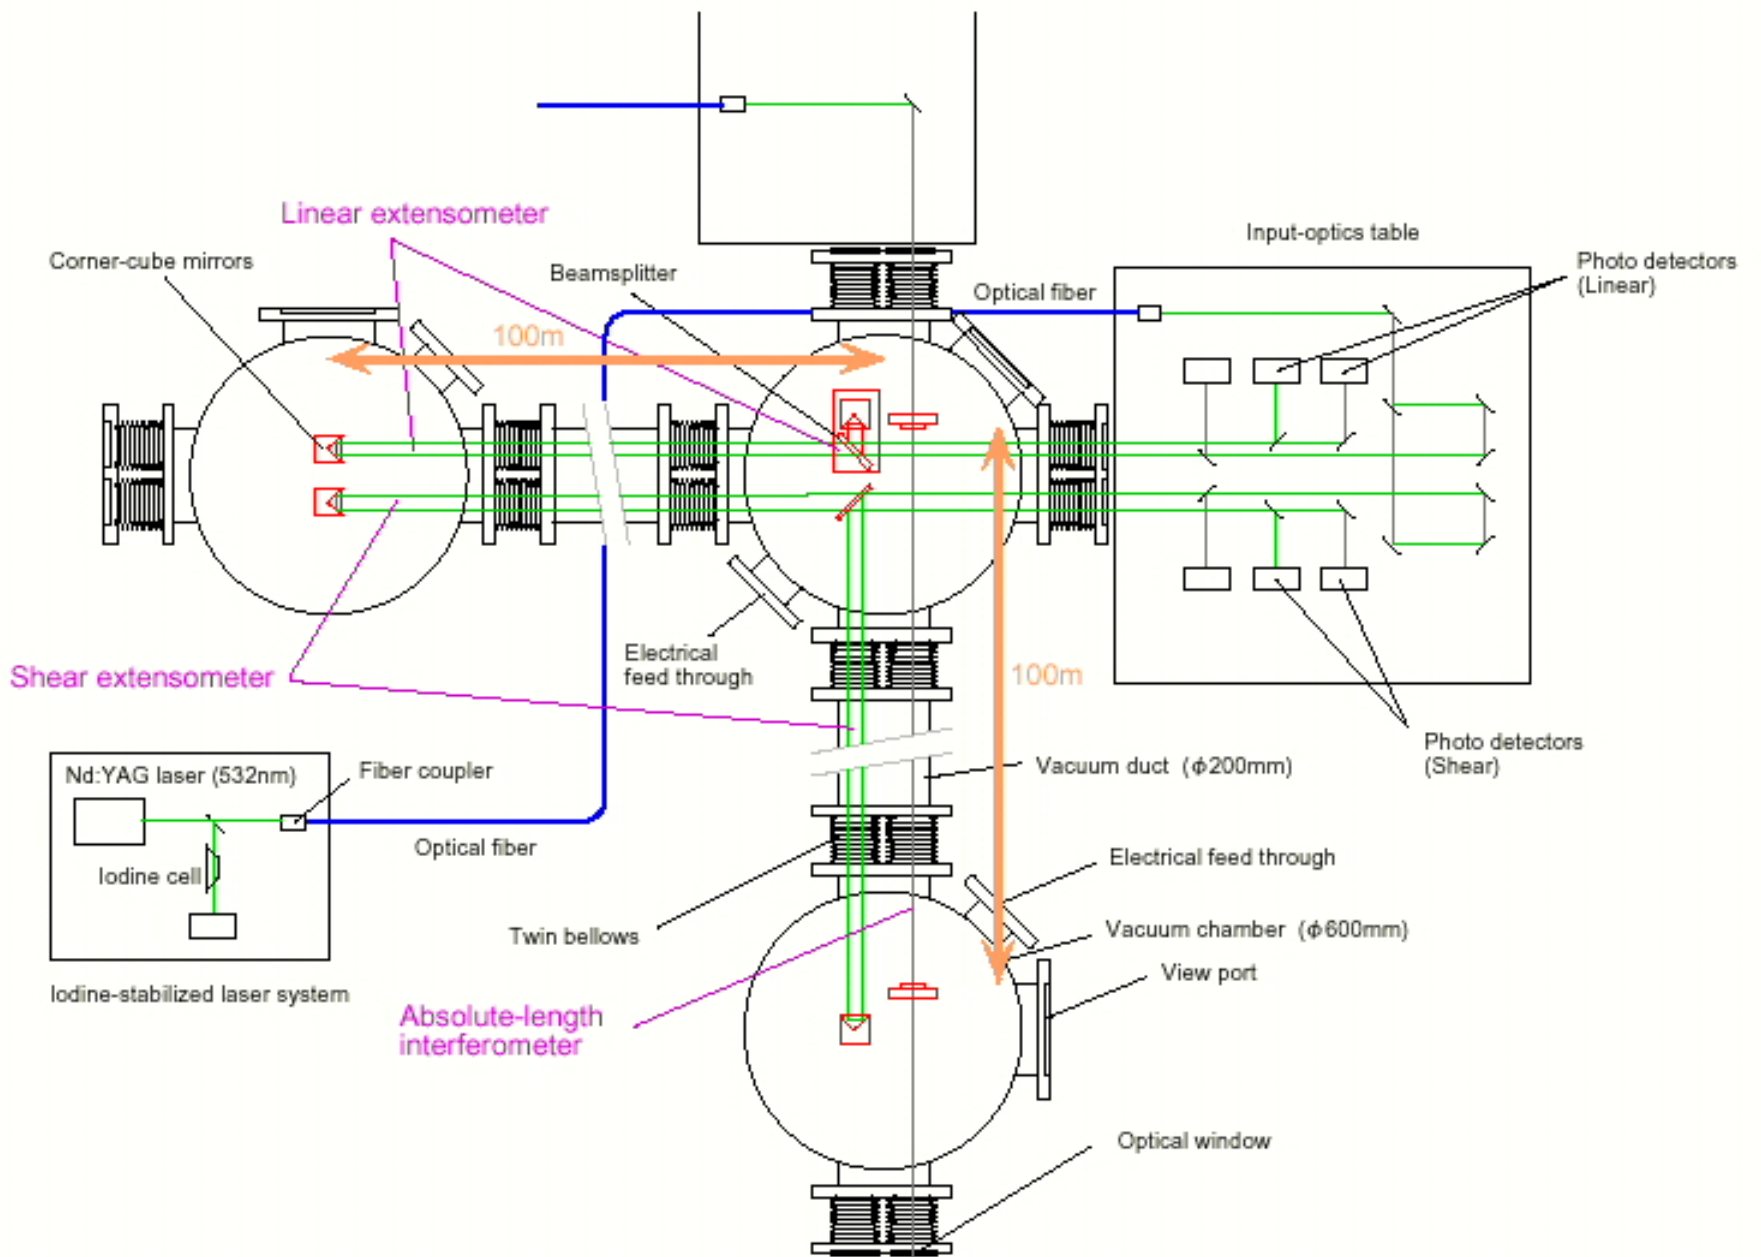 Linear extensometer
Input-optics table
Corner-cube mirrors
Beamsplitter
Photo detectors
(Linear)
Optical fiber
100m
Electrical
feed through
Shear extensometer
100m
Photo detectors
(Shear)
Nd:YAG laser (532nm)
Fiber coupler
Vacuum duct (ϕ200mm)
Optical fiber
Iodine cell
Electrical feed through
Twin bellows
Vacuum chamber (ϕ600mm)
View port
Iodine-stabilized laser system
Absolute-length
interferometer
Optical window